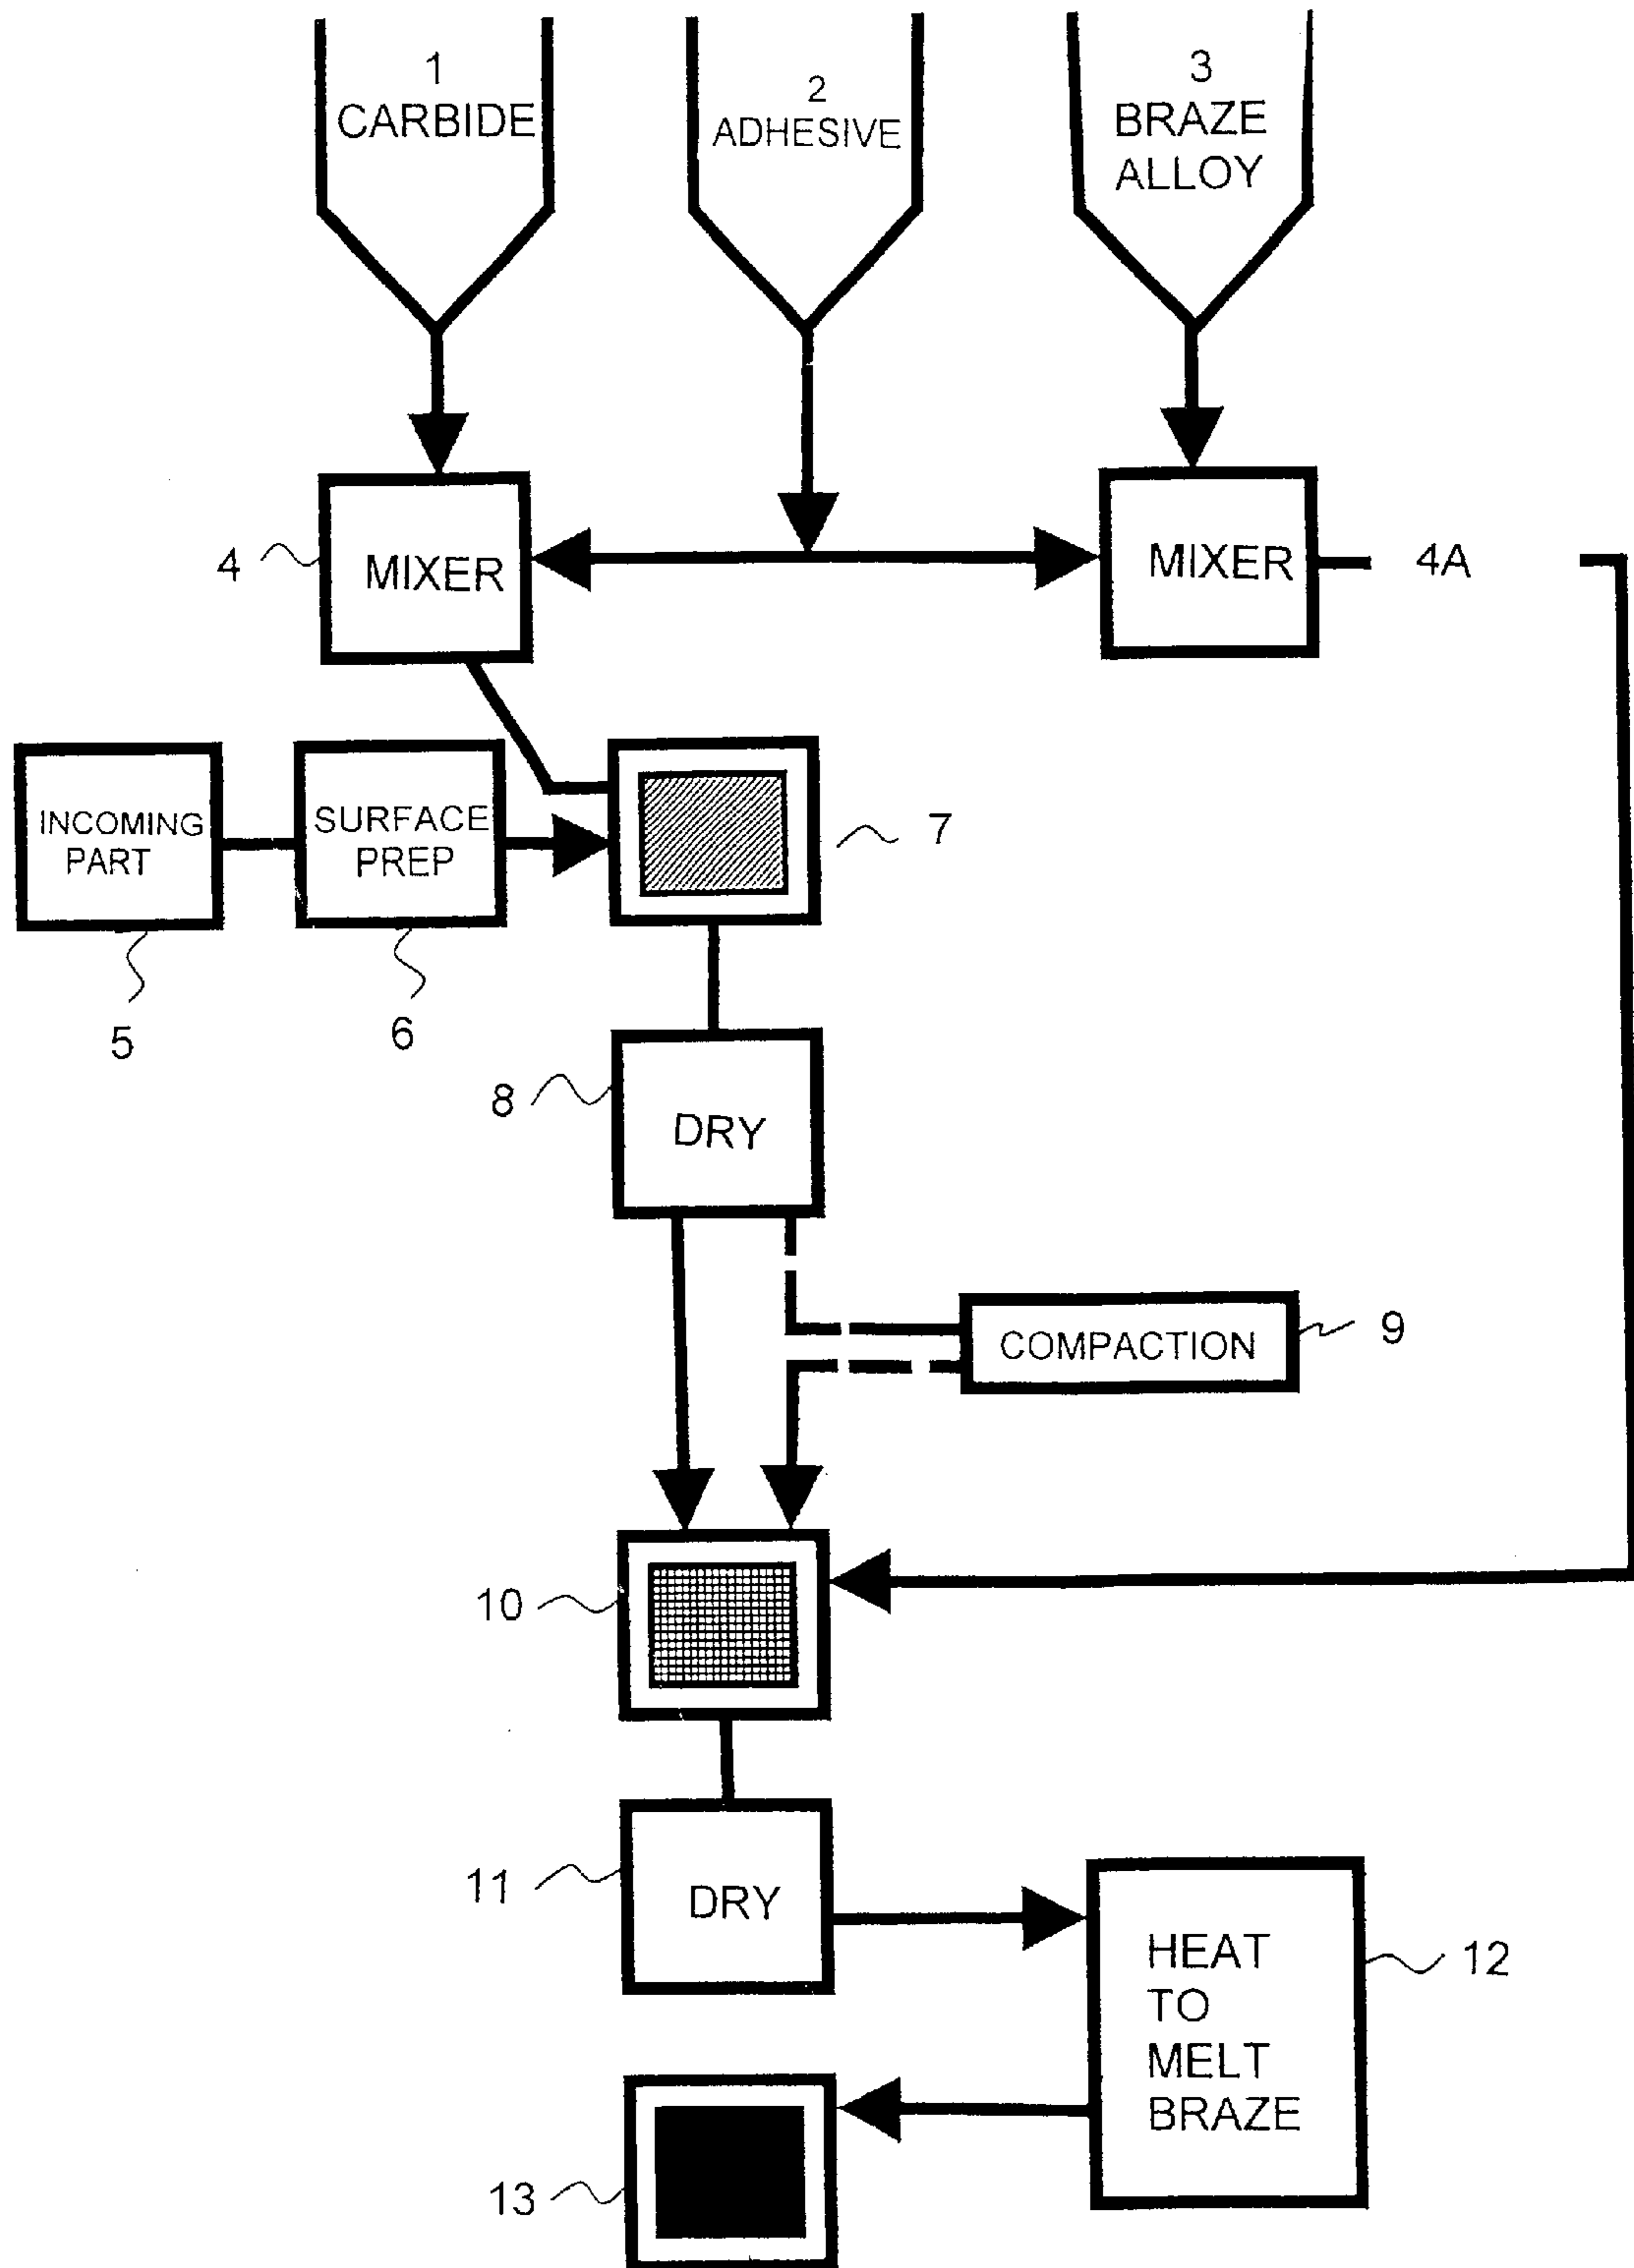 1
CARBIDE
2
ADHESIVE
3
BRAZE
ALLOY
4
MIXER
MIXER
4A
INCOMING
PART
SURFACE
PREP
7
5
6
8
DRY
COMPACTION
9
10
11
DRY
HEAT
TO
MELT
BRAZE
12
13